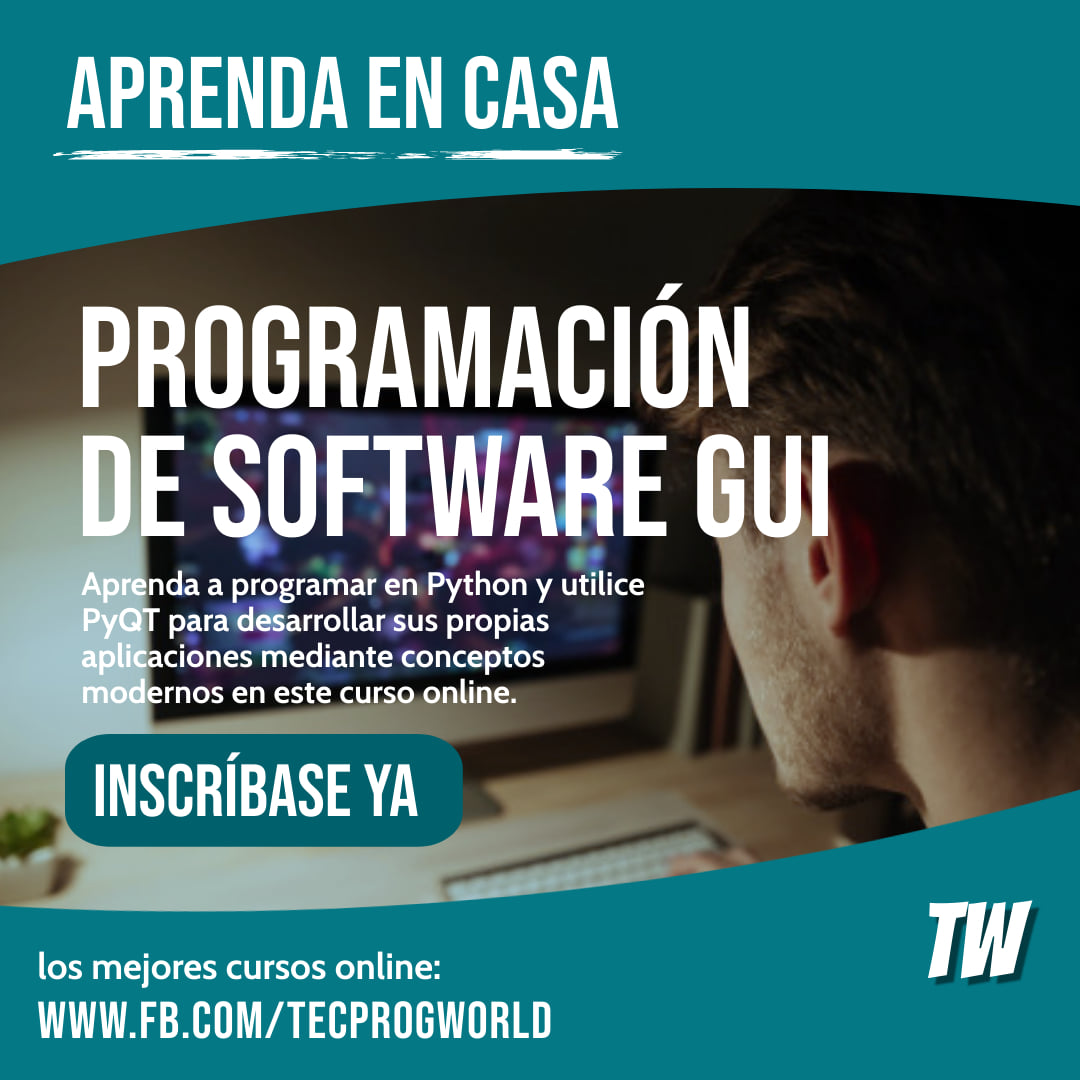 APRENDA EN CASA
PROGRAMACIÓN
DE SOFTWARE GUI
Aprenda a programar en Python y utilice
PyQT para desarrollar sus propias
aplicaciones mediante conceptos
modernos en este curso online.
INSCRÍBASE YA
TW
los mejores cursos online:
WWW.FB.COM/TECPROGWORLD